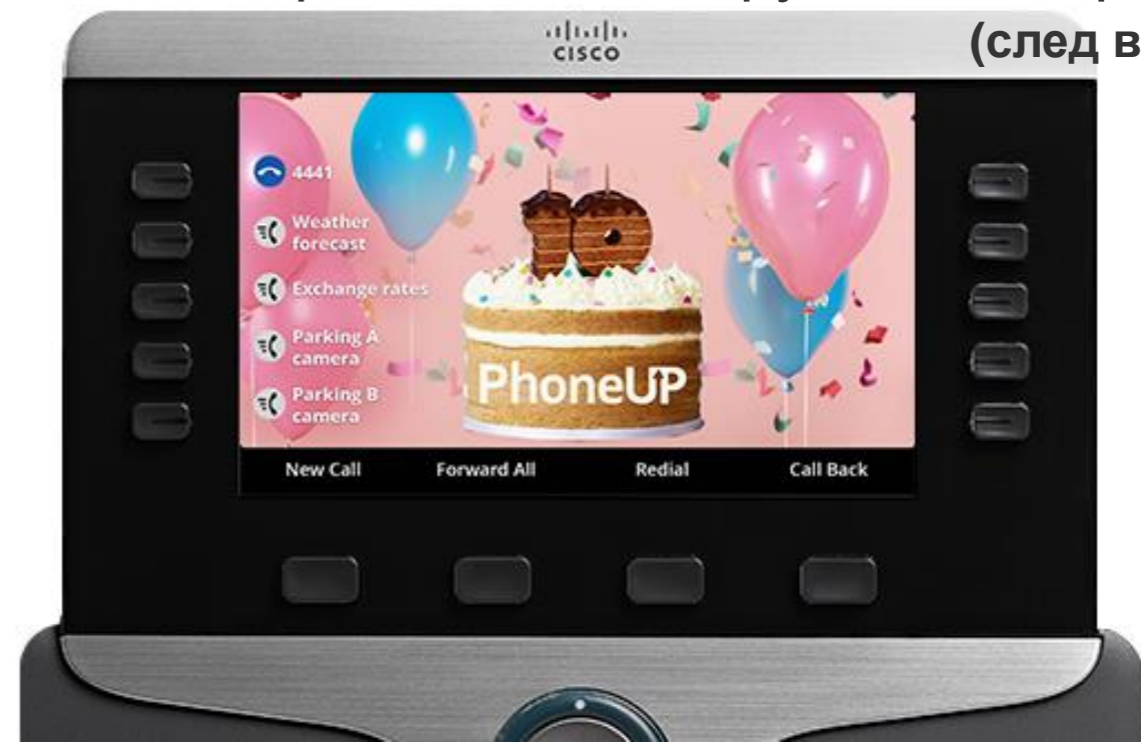 (след в
CISCO
4441
Weather
forecast
Exchange rates
Parking A
camera
Parking B
camera
10
PhoneUP
New Call
Forward All
Redial
Call Back